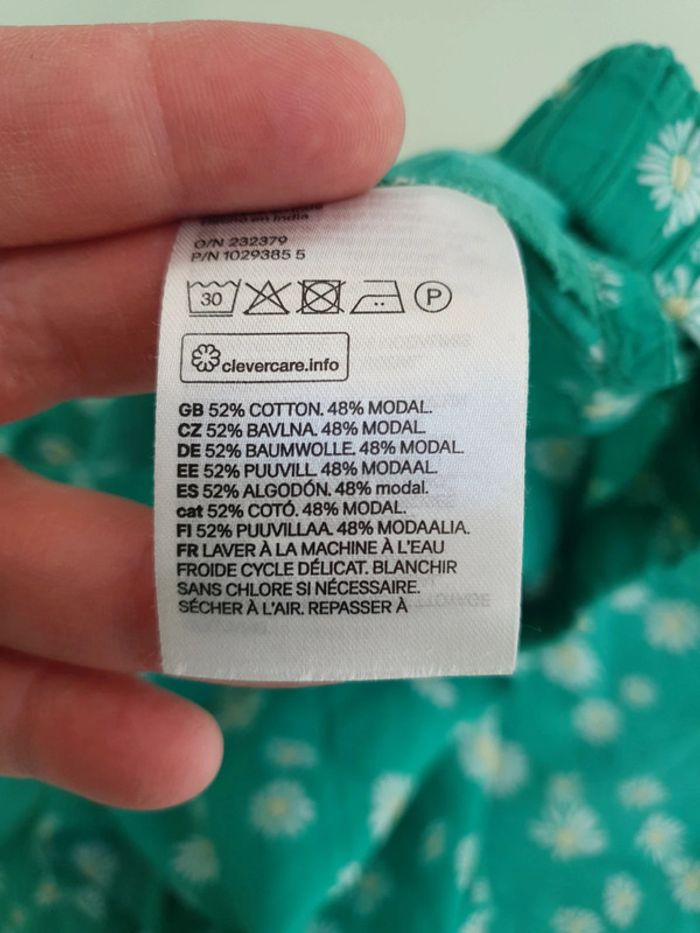 Hecho en India
O/N 232379
P/N 1029385 5
30 P
clevercare.info
GB 52% COTTON. 48% MODAL.
CZ 52% BAVLNA. 48% MODAL.
DE 52% BAUMWOLLE. 48% MODAL.
EE 52% PUUVILL. 48% MODAAL.
ES 52% ALGODÓN. 48% modal.
cat 52% COTÓ. 48% MODAL.
FI 52% PUUVILLAA. 48% MODAALIA.
FR LAVER À LA MACHINE À L'EAU
FROIDE CYCLE DÉLICAT. BLANCHIR
SANS CHLORE SI NÉCESSAIRE.
SÉCHER À L'AIR. REPASSER À